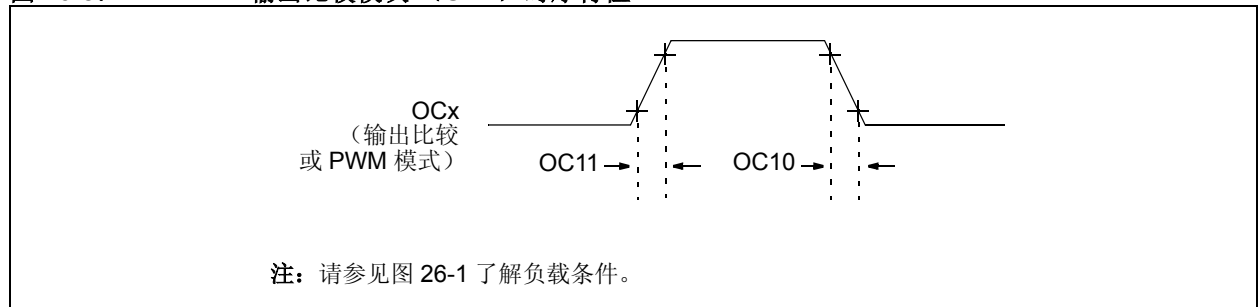 OCx
（输出比较
或 PWM 模式）
OC11
OC10
注：请参见图 26-1 了解负载条件。